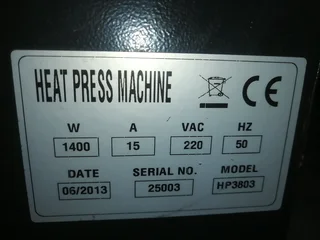 HEAT PRESS MACHINE CE
W A VAC HZ
1400 15 220 50
DATE SERIAL NO. MODEL
06/2013 25003 HP3803